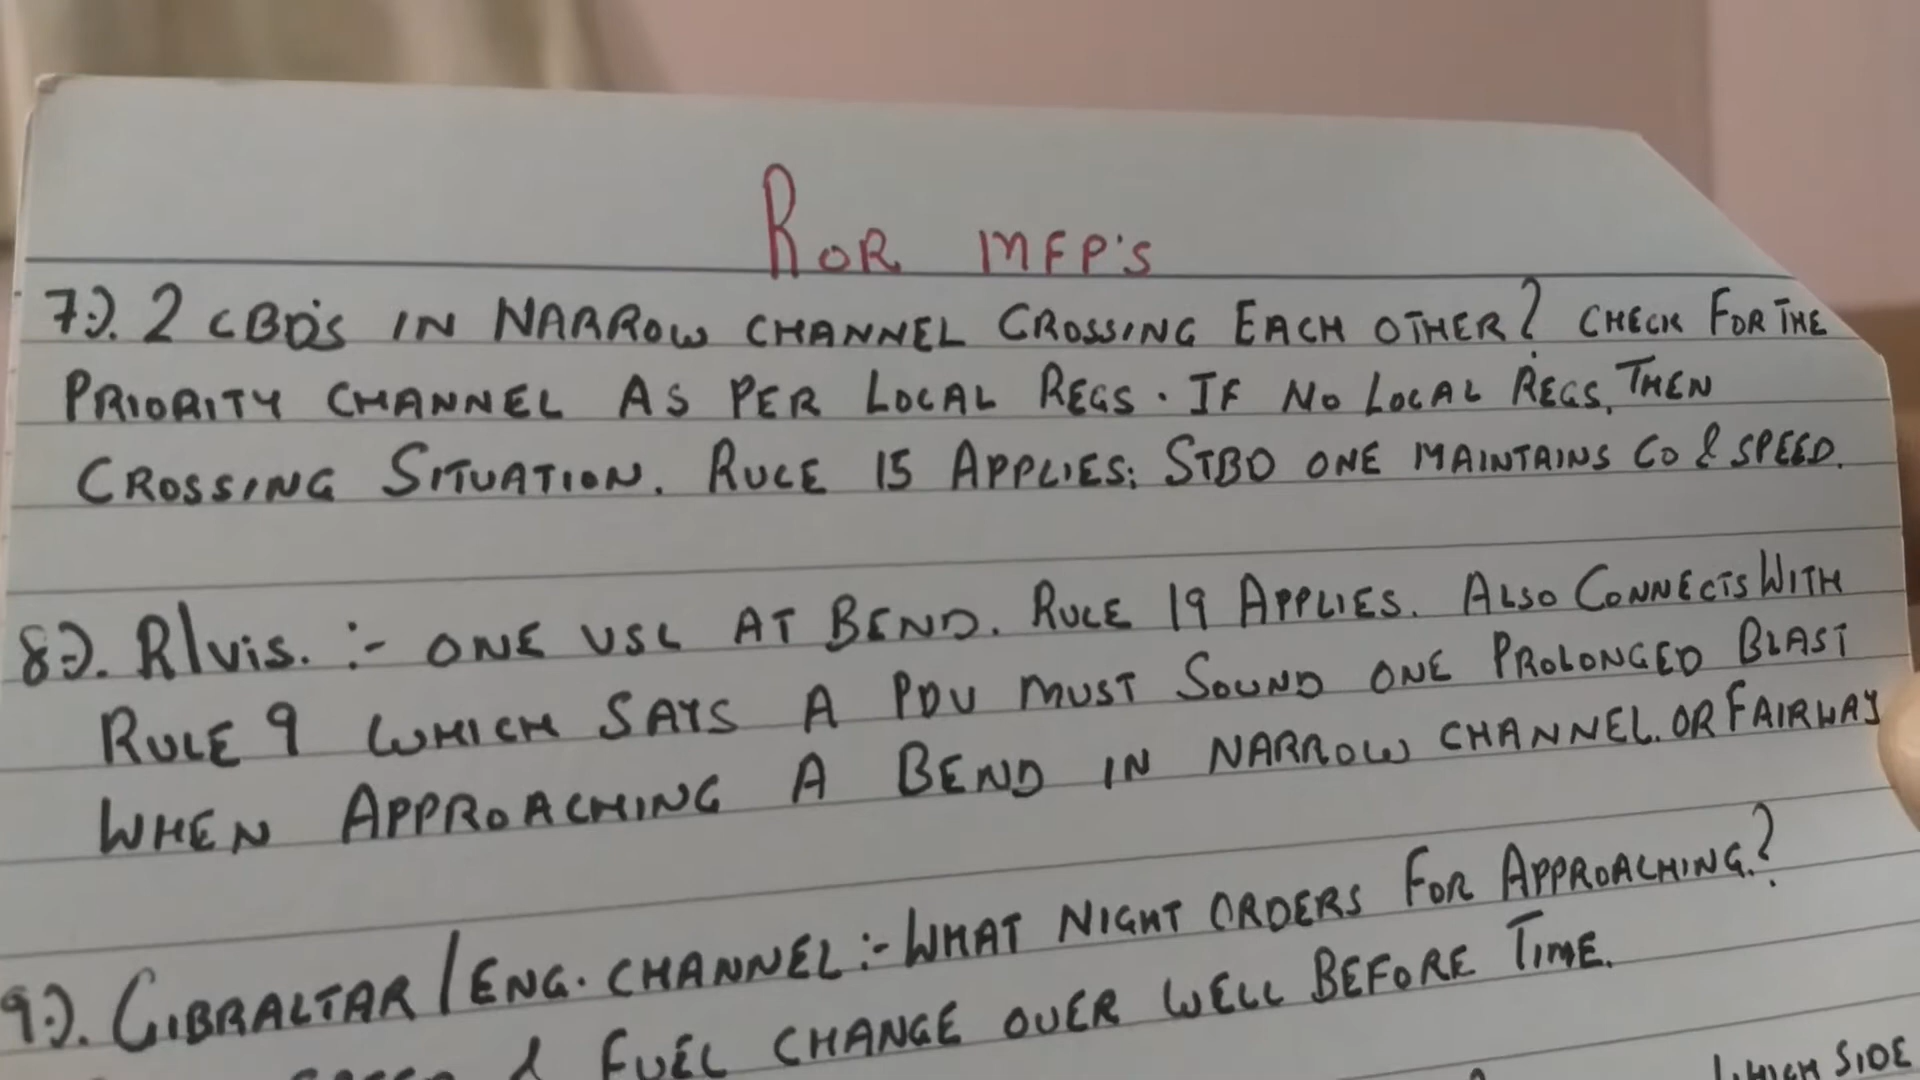 ROR MFP'S
7:). 2 CBD'S IN NARROW CHANNEL CROSSING EACH OTHER? CHECK FOR THE
PRIORITY CHANNEL AS PER LOCAL REGS. IF NO LOCAL REGS, THEN
CROSSING SITUATION. RULE 15 APPLIES: STBD ONE MAINTAINS CO & SPEED.
8:). R/VIS. :- ONE VSL AT BEND. RULE 19 APPLIES. ALSO CONNECTS WITH
RULE 9 WHICH SAYS A PDV MUST SOUND ONE PROLONGED BLAST
WHEN APPROACHING A BEND IN NARROW CHANNEL. OR FAIRWAY
9:). GIBRALTAR / ENG. CHANNEL :- WHAT NIGHT ORDERS FOR APPROACHING.?
& FUEL CHANGE OVER WELL BEFORE TIME.
WHICH SIDE